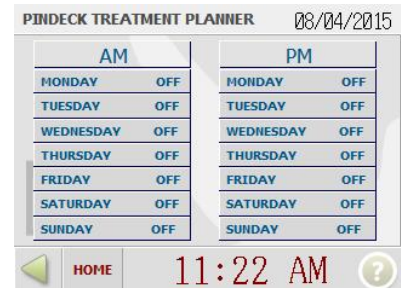 PINDECK TREATMENT PLANNER 08/04/2015
AM PM
MONDAY OFF MONDAY OFF
TUESDAY OFF TUESDAY OFF
WEDNESDAY OFF WEDNESDAY OFF
THURSDAY OFF THURSDAY OFF
FRIDAY OFF FRIDAY OFF
SATURDAY OFF SATURDAY OFF
SUNDAY OFF SUNDAY OFF
HOME 11:22 AM ?